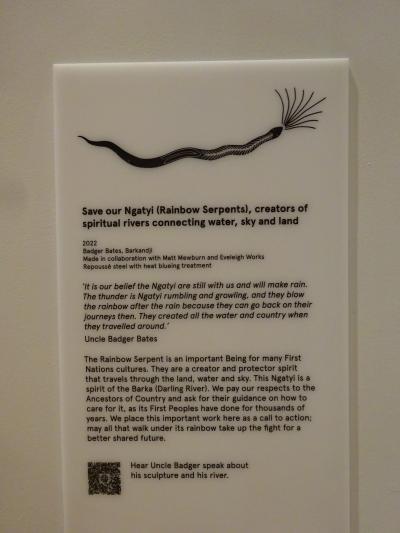 Save our Ngatyi (Rainbow Serpents), creators of
spiritual rivers connecting water, sky and land
2022
Badger Bates, Barkandji
Made in collaboration with Matt Mewburn and Eveleigh Works
Repoussé steel with heat blueing treatment
'It is our belief the Ngatyi are still with us and will make rain.
The thunder is Ngatyi rumbling and growling, and they blow
the rainbow after the rain because they can go back on their
journeys then. They created all the water and country when
they travelled around.'
Uncle Badger Bates
The Rainbow Serpent is an important Being for many First
Nations cultures. They are a creator and protector spirit
that travels through the land, water and sky. This Ngatyi is a
spirit of the Barka (Darling River). We pay our respects to the
Ancestors of Country and ask for their guidance on how to
care for it, as its First Peoples have done for thousands of
years. We place this important work here as a call to action;
may all that walk under its rainbow take up the fight for a
better shared future.
Hear Uncle Badger speak about
his sculpture and his river.